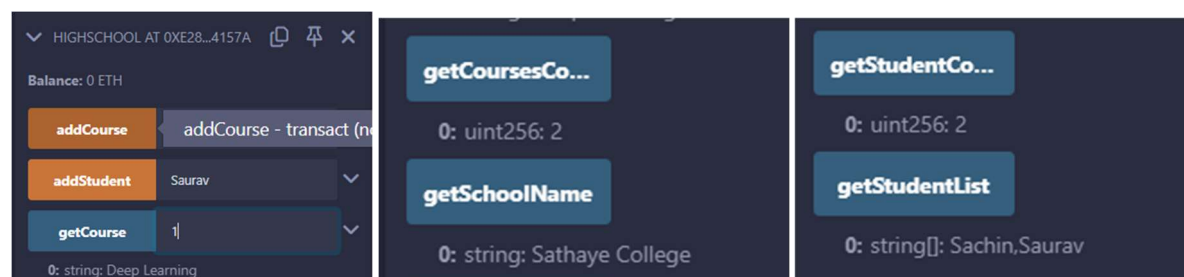 HIGHSCHOOL AT 0XE28...4157A
Balance: 0 ETH
addCourse
addCourse - transact (no
addStudent Saurav
getCourse 1
0: string: Deep Learning
getCoursesCo...
0: uint256: 2
getSchoolName
0: string: Sathaye College
getStudentCo...
0: uint256: 2
getStudentList
0: string[]: Sachin,Saurav